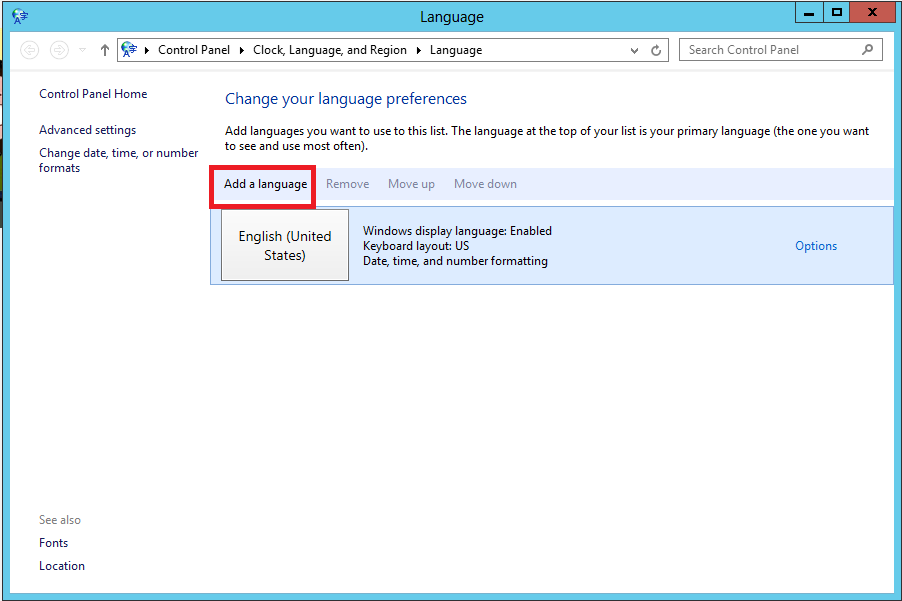 Language
Control Panel Clock, Language, and Region Language
Search Control Panel
Control Panel Home
Advanced settings
Change date, time, or number
formats
Change your language preferences
Add languages you want to use to this list. The language at the top of your list is your primary language (the one you want
to see and use most often).
Add a language Remove Move up Move down
English (United
States)
Windows display language: Enabled
Keyboard layout: US
Date, time, and number formatting
Options
See also
Fonts
Location